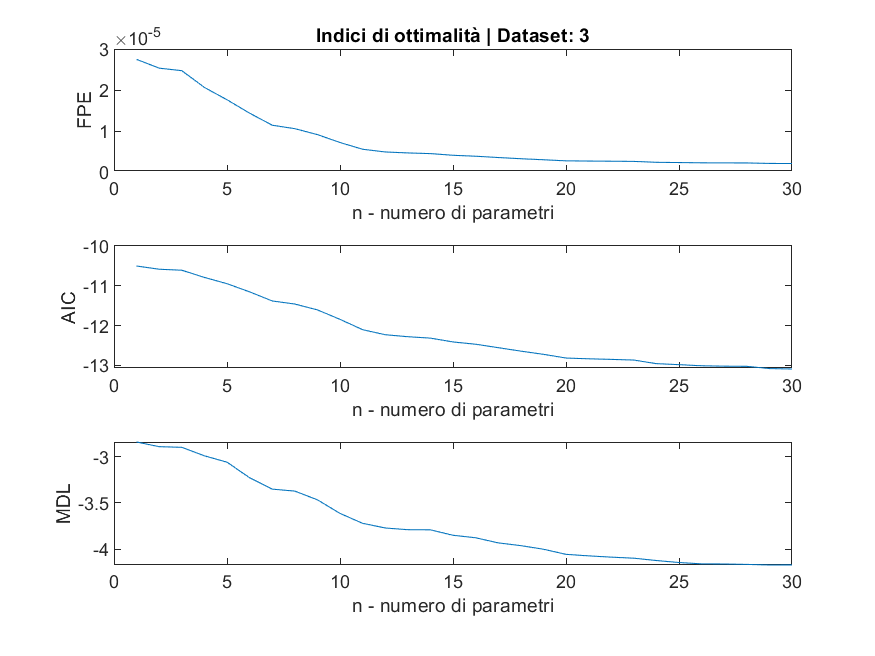 Indici di ottimalità | Dataset: 3
×10-5
3
2
1
0
FPE
0 5 10 15 20 25 30
n - numero di parametri
-10
-11
-12
-13
AIC
0 5 10 15 20 25 30
n - numero di parametri
-3
-3.5
-4
MDL
0 5 10 15 20 25 30
n - numero di parametri